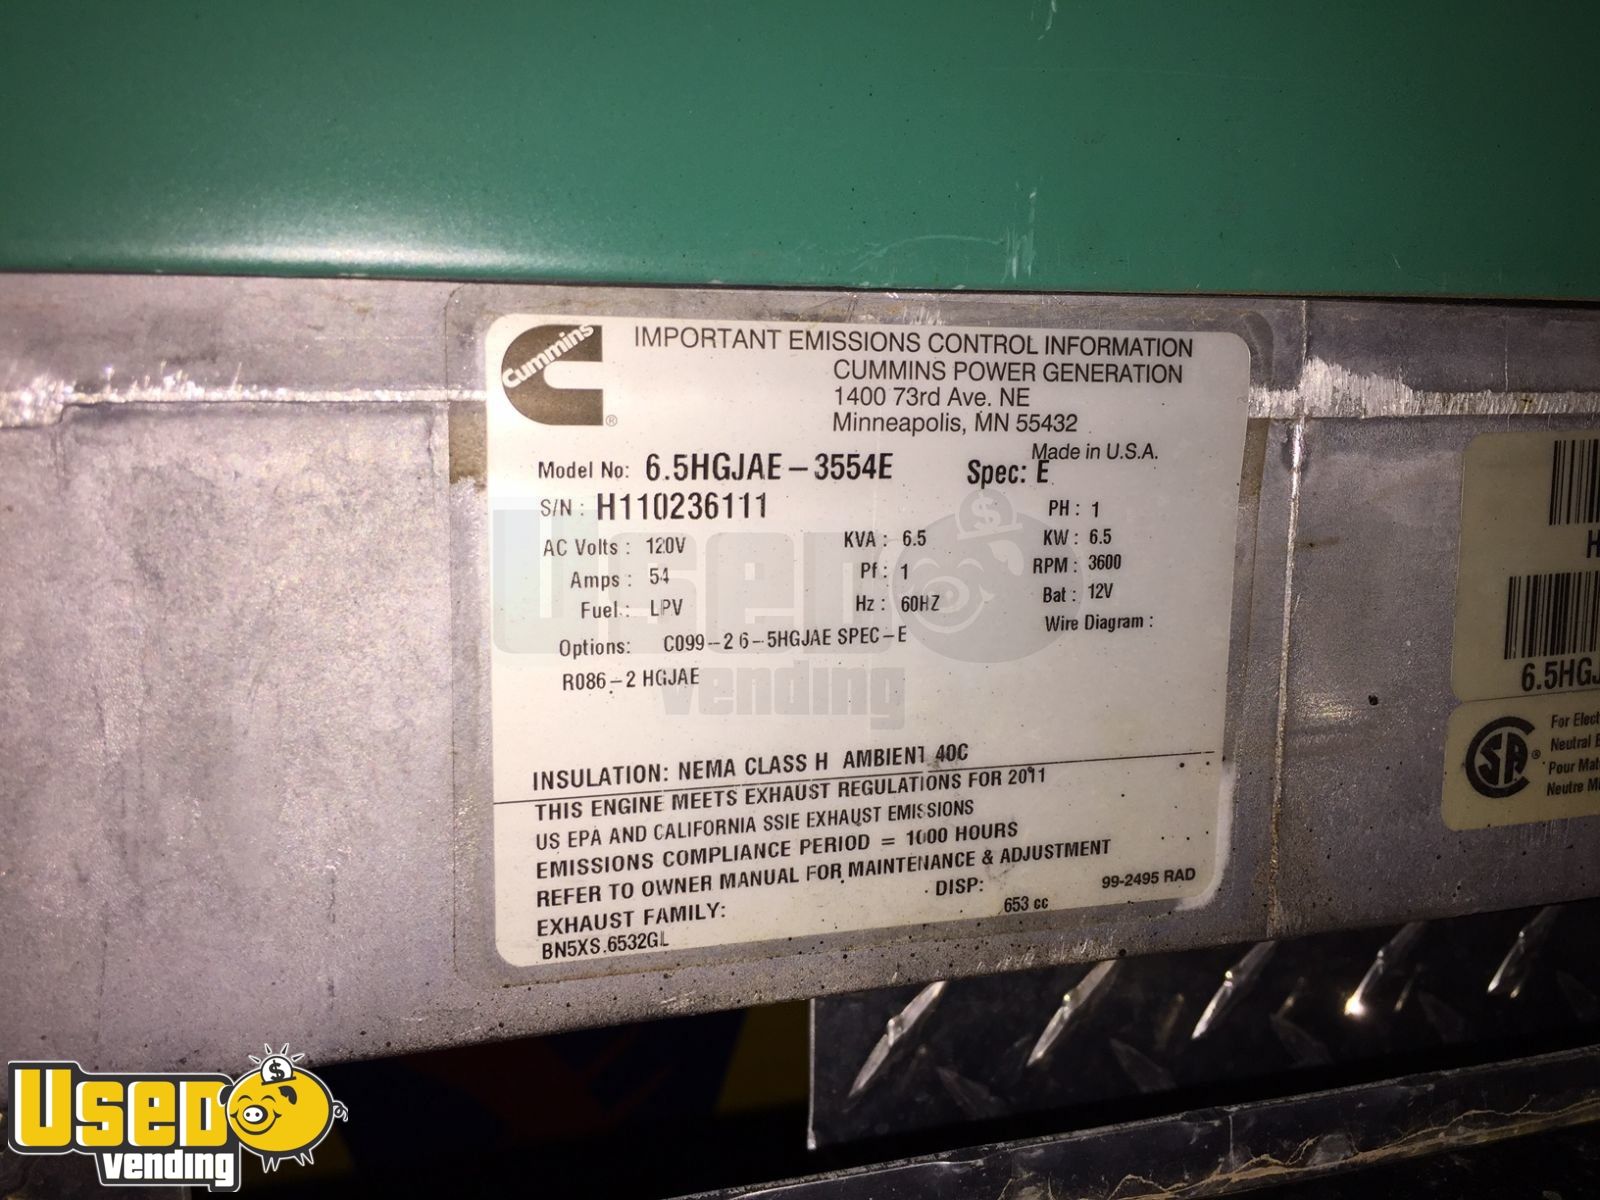 Cummins
IMPORTANT EMISSIONS CONTROL INFORMATION
CUMMINS POWER GENERATION
1400 73rd Ave. NE
Minneapolis, MN 55432
Made in U.S.A.
Model No: 6.5HGJAE-3554E Spec: E
S/N: H110236111 PH: 1
AC Volts: 120V KVA: 6.5 KW: 6.5
Amps: 54 Pf: 1 RPM: 3600
Fuel: LPV Hz: 60HZ Bat: 12V
Options: C099-2 6-5HGJAE SPEC-E Wire Diagram:
R086-2 HGJAE
INSULATION: NEMA CLASS H AMBIENT 40C
THIS ENGINE MEETS EXHAUST REGULATIONS FOR 2011
US EPA AND CALIFORNIA SSIE EXHAUST EMISSIONS
EMISSIONS COMPLIANCE PERIOD = 1000 HOURS
REFER TO OWNER MANUAL FOR MAINTENANCE & ADJUSTMENT
EXHAUST FAMILY: DISP: 99-2495 RAD
BN5XS.6532GL 653 cc
H
6.5HGJ
For Elec
Neutral
Pour
Neutre
Used
vending
Used
vending